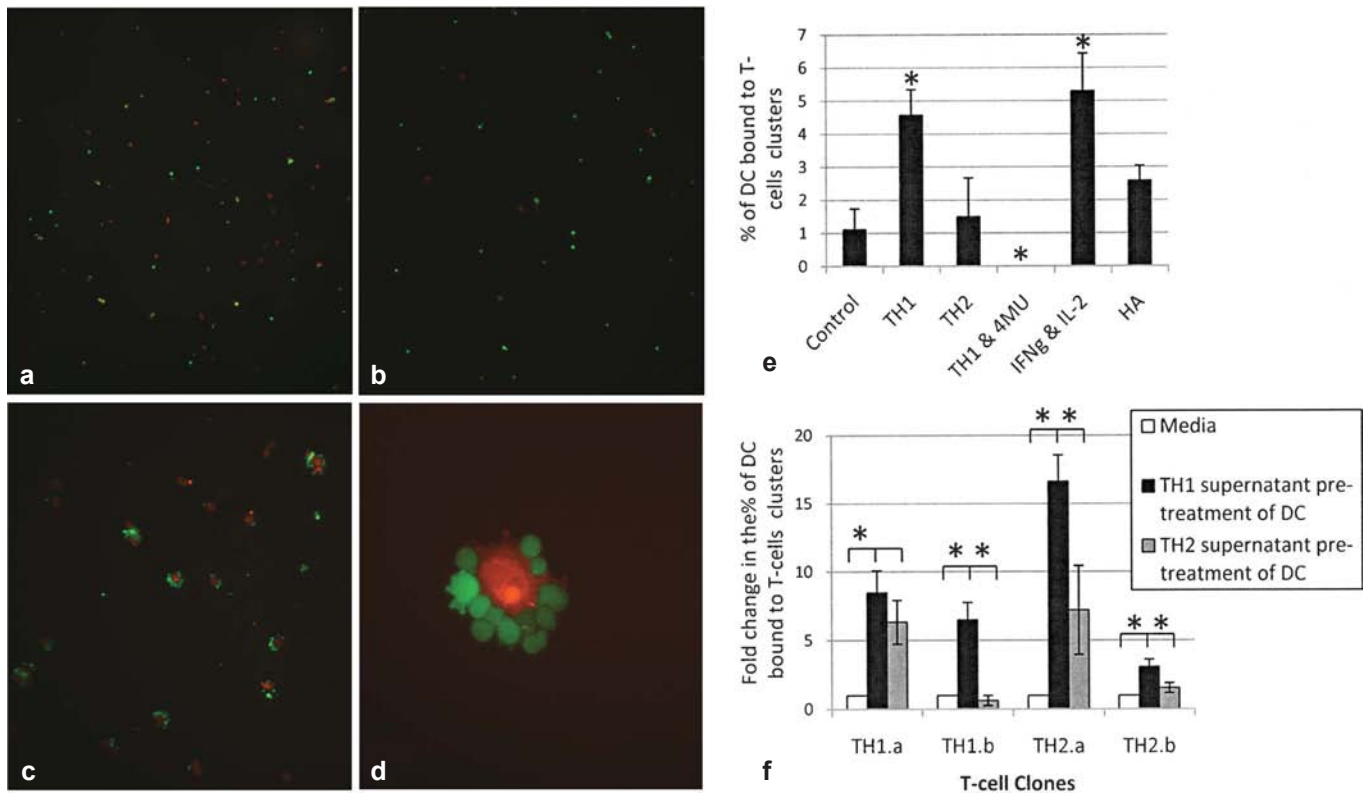 a
b
c
d
7
6
5
4
3
2
1
0
% of DC bound to T-
cells clusters
*
*
*
Control
TH1
TH2
TH1 & 4MU
IFNg & IL-2
HA
e
20
15
10
5
0
Fold change in the% of DC
bound to T-cells clusters
*
* *
* *
* *
Media
TH1 supernatant pre-
treatment of DC
TH2 supernatant pre-
treatment of DC
TH1.a
TH1.b
TH2.a
TH2.b
T-cell Clones
f